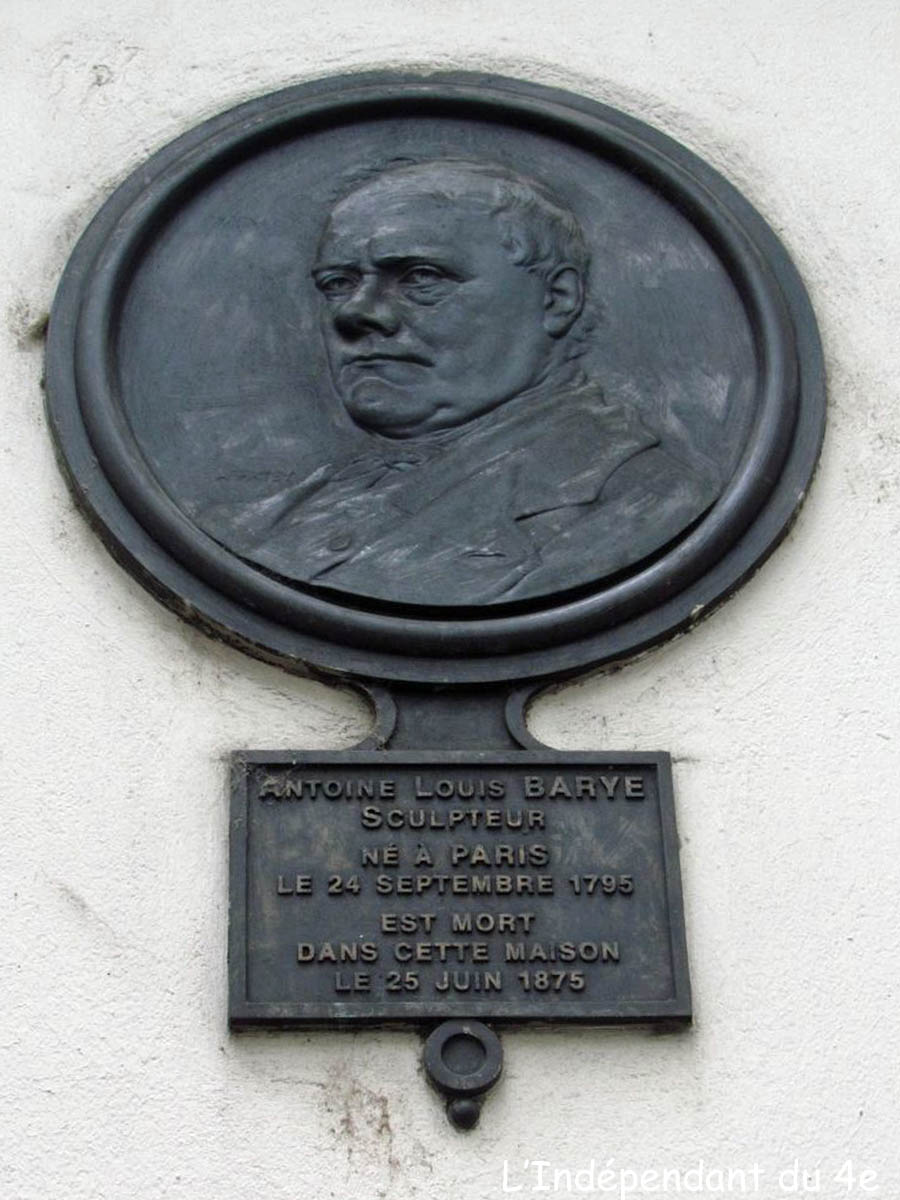 ANTOINE LOUIS BARYE
SCULPTEUR
NÉ À PARIS
LE 24 SEPTEMBRE 1795
EST MORT
DANS CETTE MAISON
LE 25 JUIN 1875
L'Indépendant du 4e